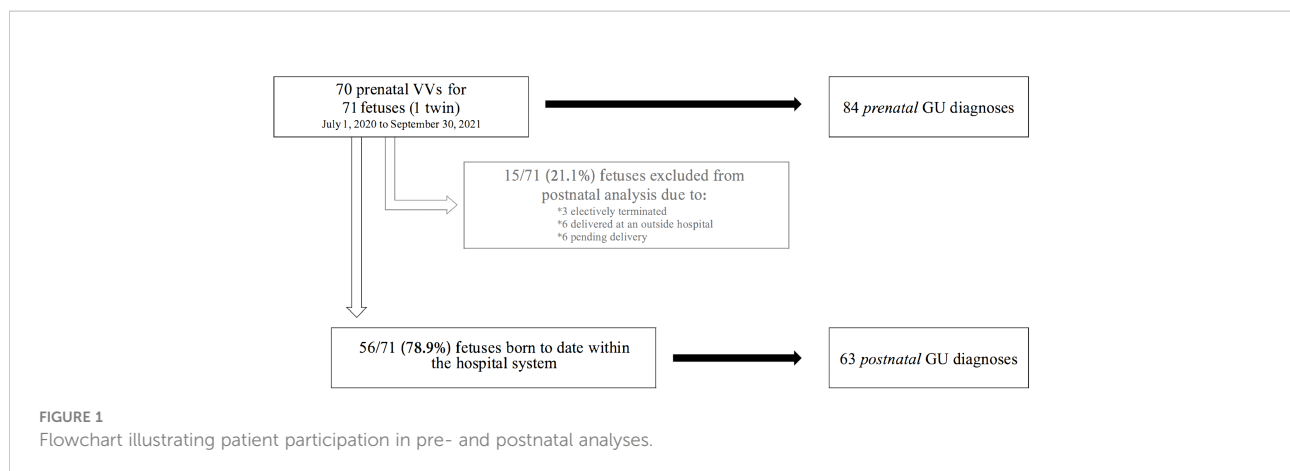 70 prenatal VVs for
71 fetuses (1 twin)
July 1, 2020 to September 30, 2021
84 prenatal GU diagnoses
15/71 (21.1%) fetuses excluded from
postnatal analysis due to:
*3 electively terminated
*6 delivered at an outside hospital
*6 pending delivery
56/71 (78.9%) fetuses born to date within
the hospital system
63 postnatal GU diagnoses
FIGURE 1
Flowchart illustrating patient participation in pre- and postnatal analyses.